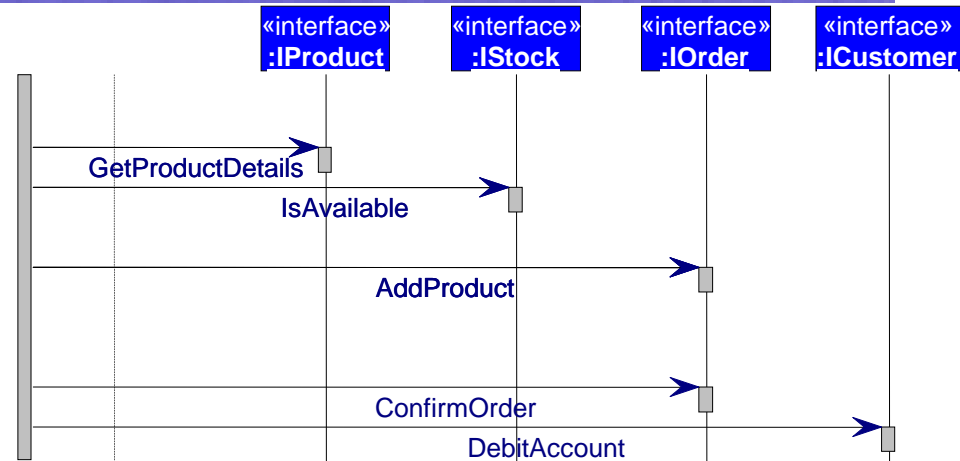 «interface»
:IProduct
«interface»
:IStock
«interface»
:IOrder
«interface»
:ICustomer
GetProductDetails
IsAvailable
AddProduct
ConfirmOrder
DebitAccount